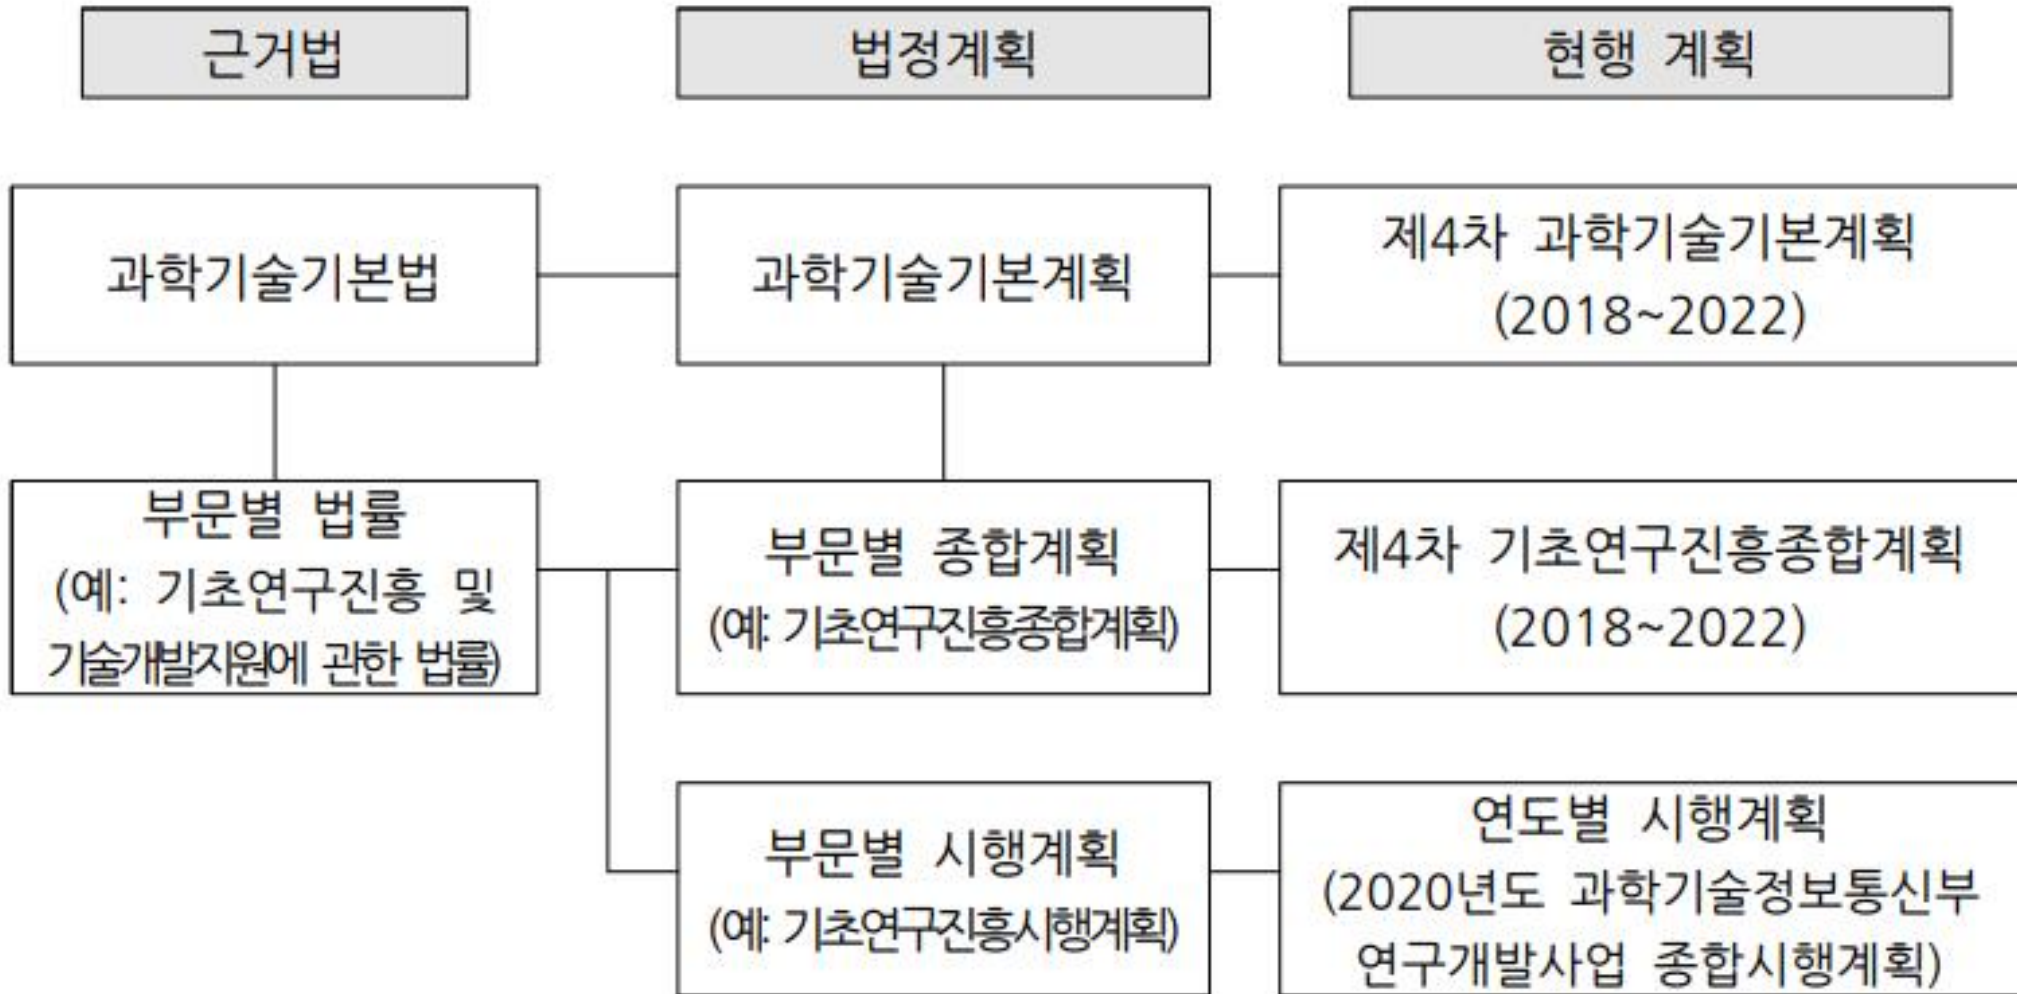 근거법
법정계획
현행 계획
과학기술기본법
과학기술기본계획
제4차 과학기술기본계획
(2018~2022)
부문별 법률
(예: 기초연구진흥 및
기술개발지원에 관한 법률)
부문별 종합계획
(예: 기초연구진흥종합계획)
제4차 기초연구진흥종합계획
(2018~2022)
부문별 시행계획
(예: 기초연구진흥시행계획)
연도별 시행계획
(2020년도 과학기술정보통신부
연구개발사업 종합시행계획)